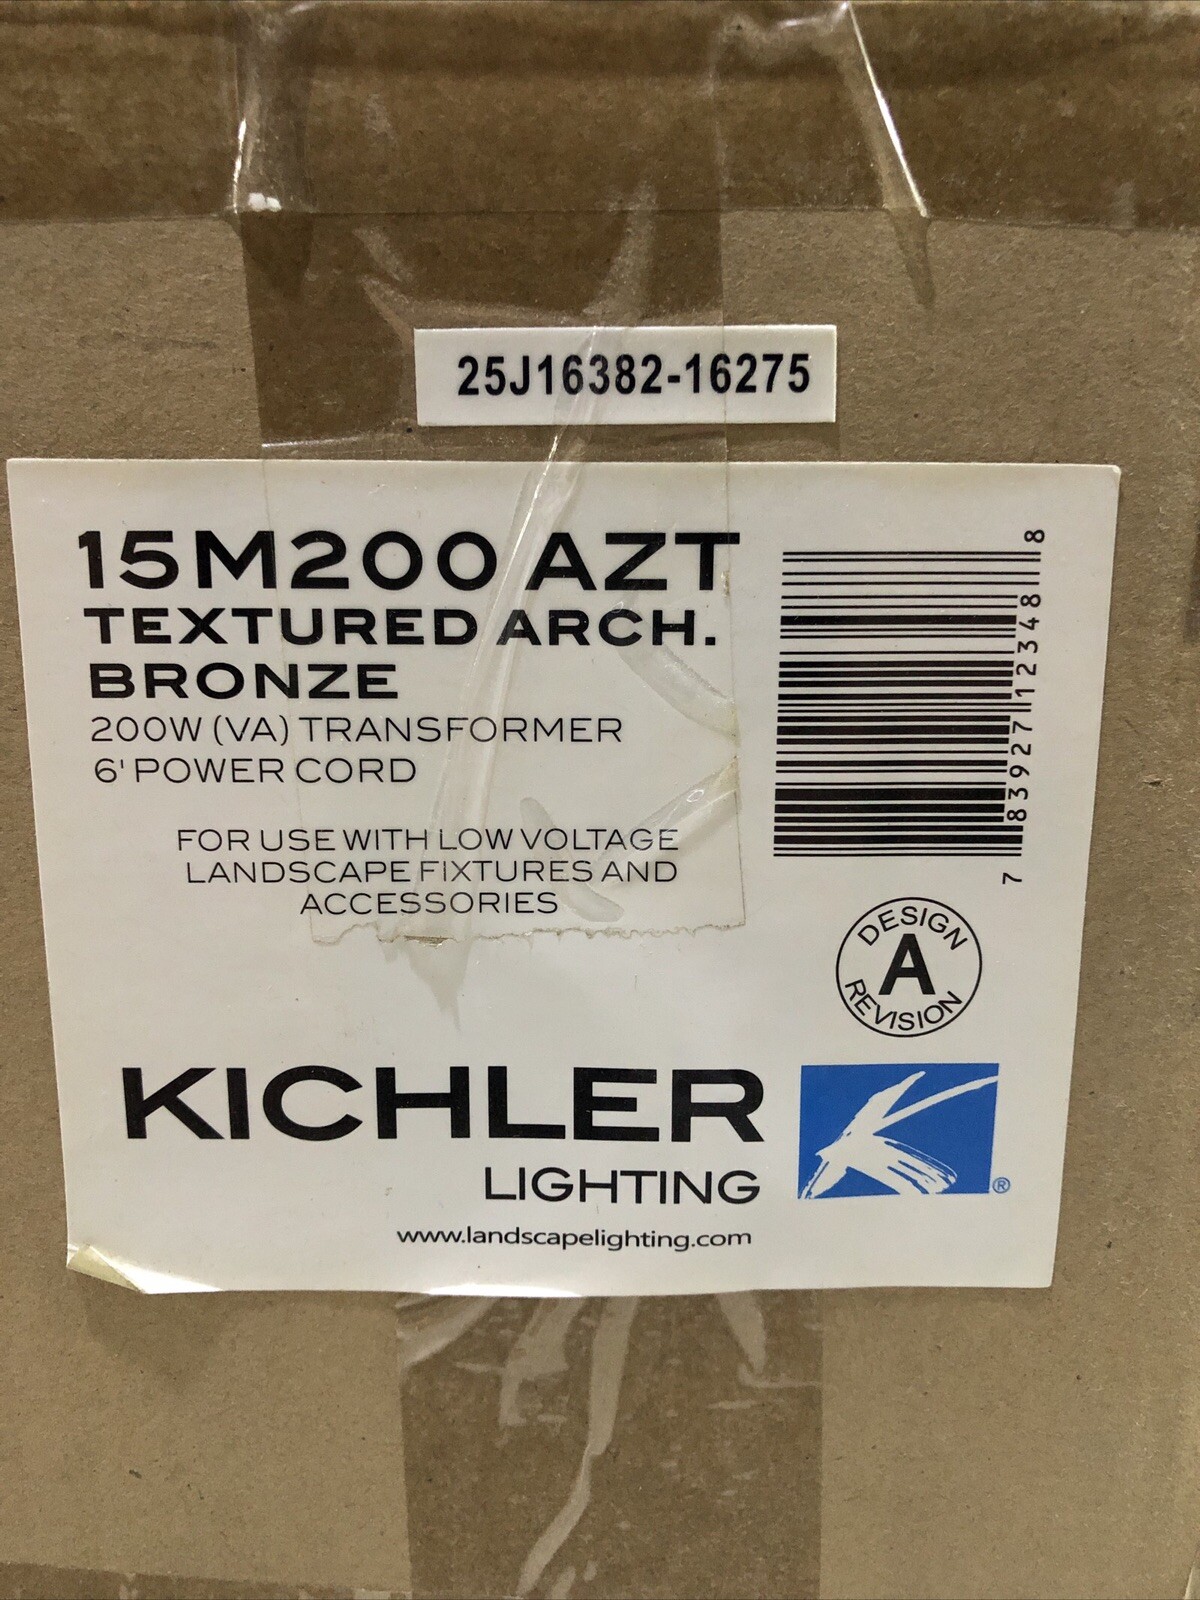 25J16382-16275
15M200 AZT
TEXTURED ARCH.
BRONZE
200W (VA) TRANSFORMER
6' POWER CORD
FOR USE WITH LOW VOLTAGE
LANDSCAPE FIXTURES AND
ACCESSORIES
7 83927 12348 8
DESIGN
A
REVISION
KICHLER
LIGHTING
®
www.landscapelighting.com